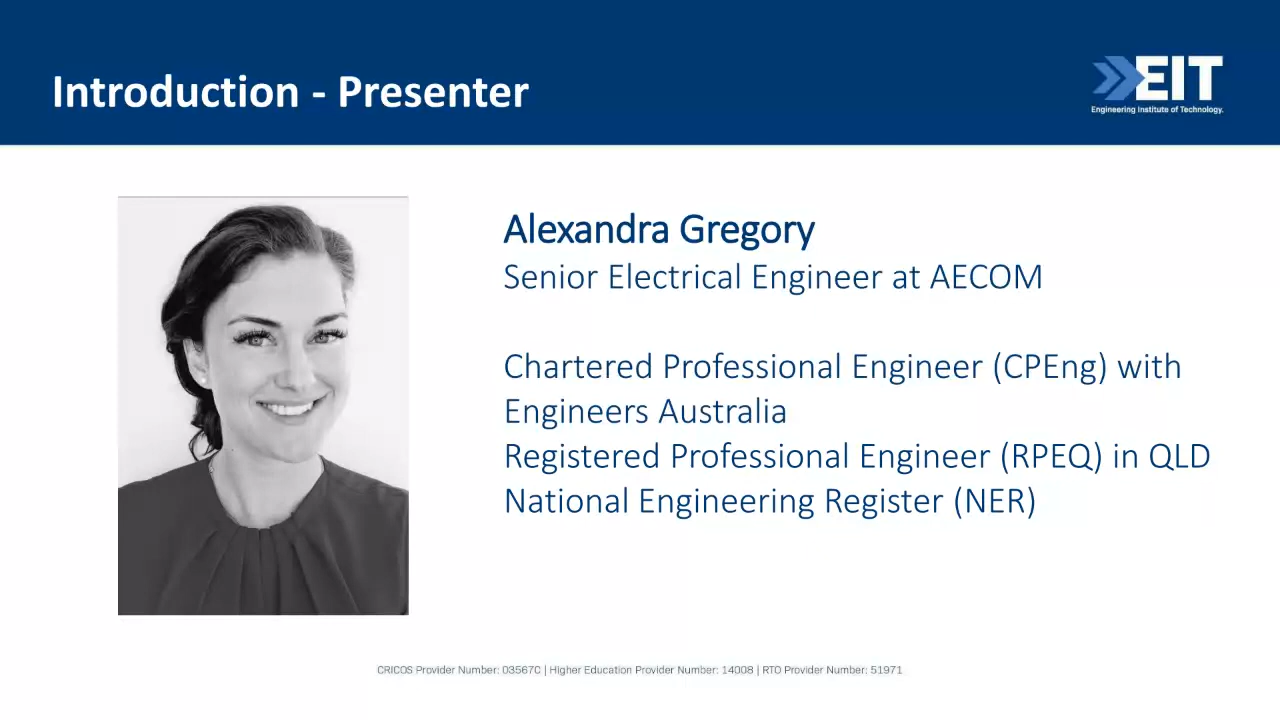 Introduction - Presenter
EIT
Engineering Institute of Technology.
Alexandra Gregory
Senior Electrical Engineer at AECOM
Chartered Professional Engineer (CPEng) with
Engineers Australia
Registered Professional Engineer (RPEQ) in QLD
National Engineering Register (NER)
CRICOS Provider Number: 03567C | Higher Education Provider Number: 14008 | RTO Provider Number: 51971